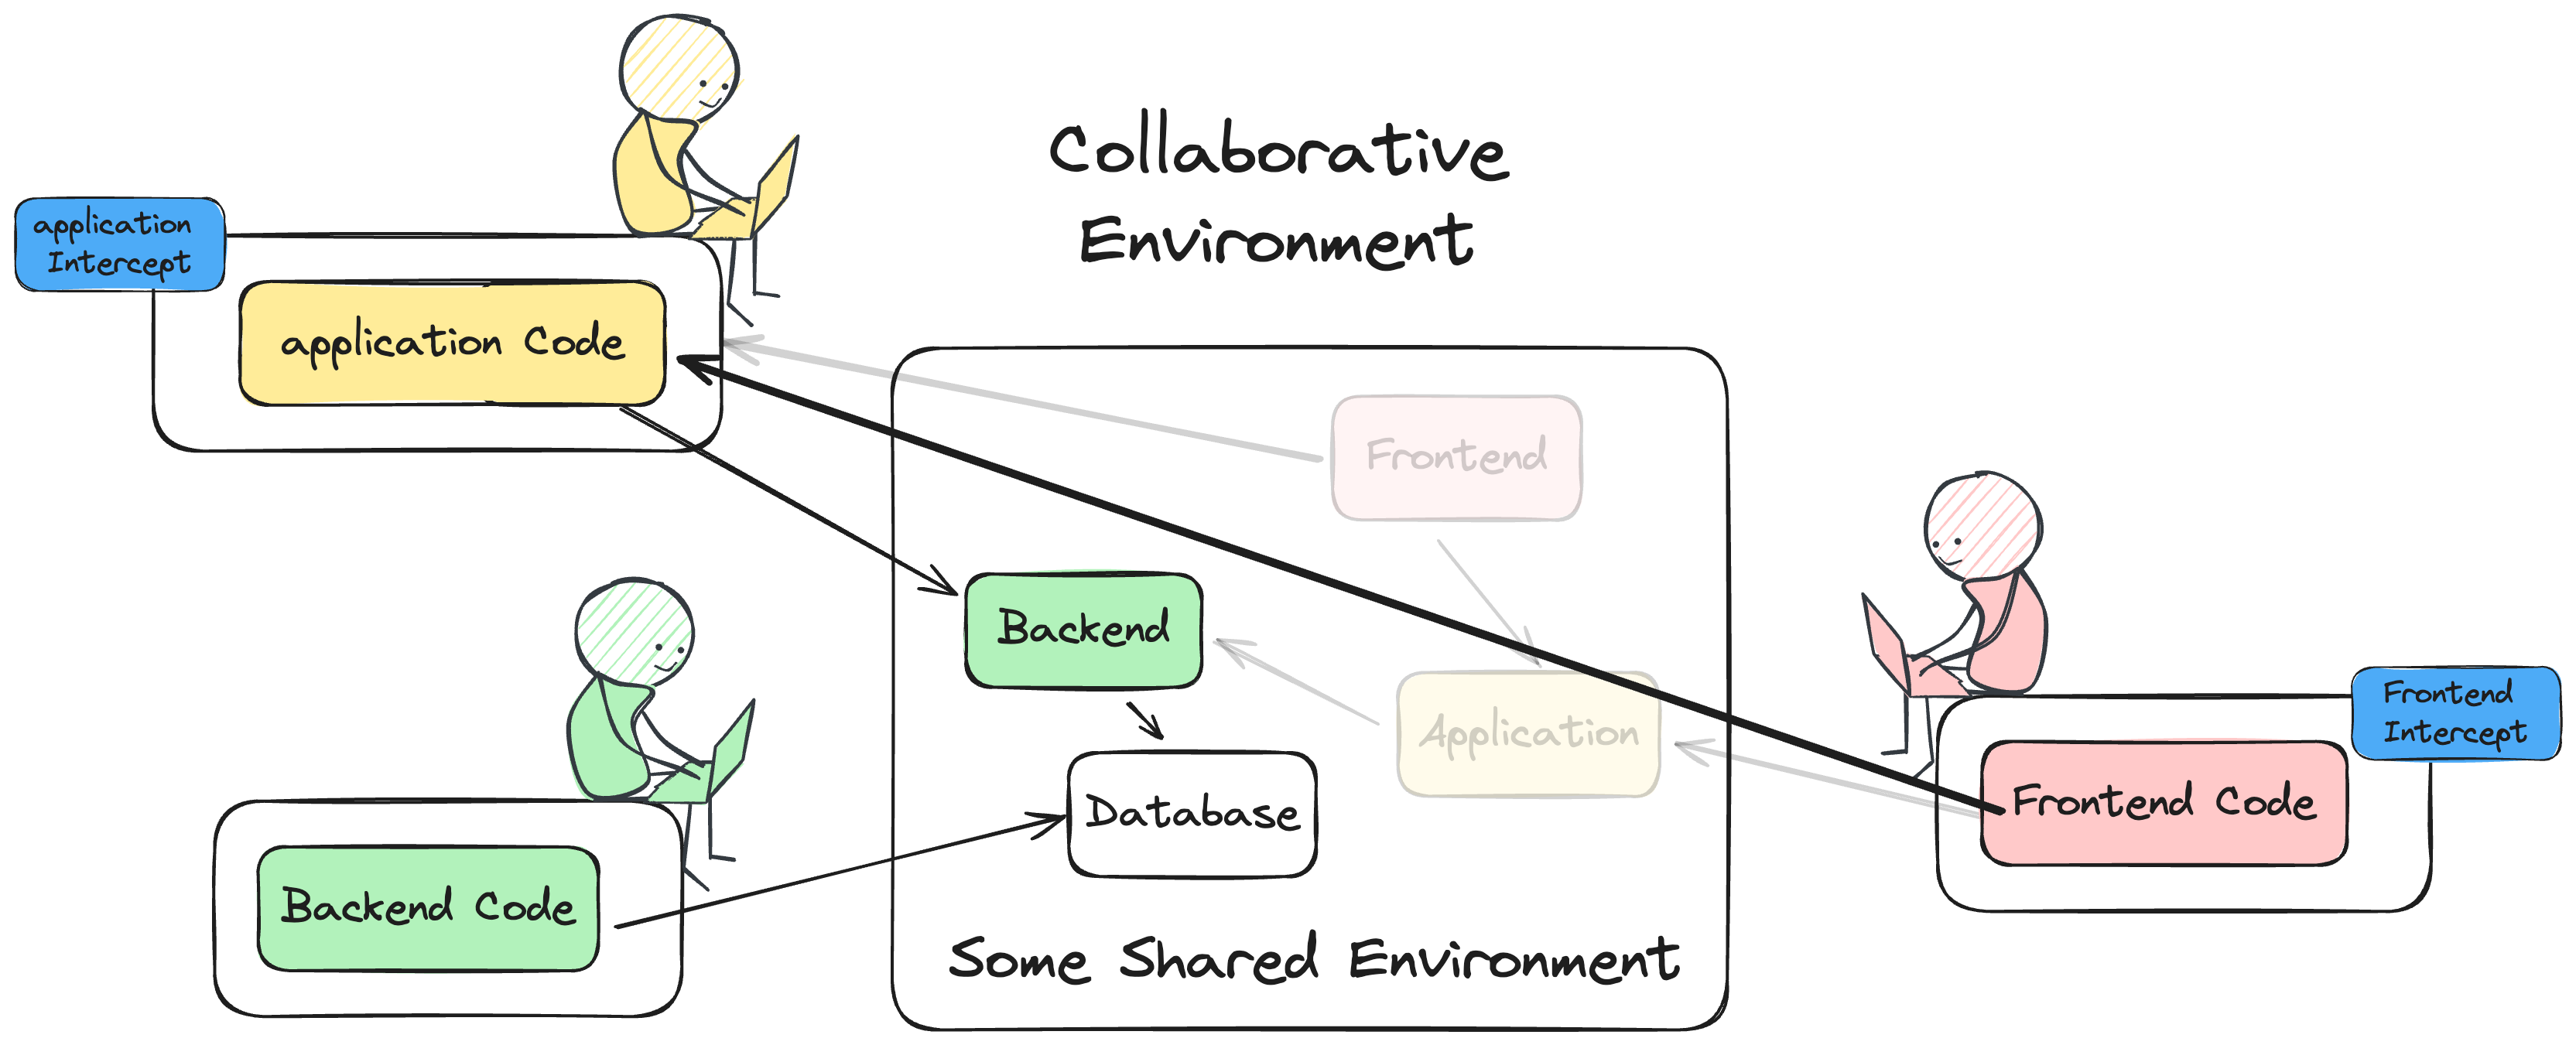 Collaborative
Environment
application
Intercept
application Code
Frontend
Backend
Application
Frontend
Intercept
Database
Frontend Code
Backend Code
Some Shared Environment